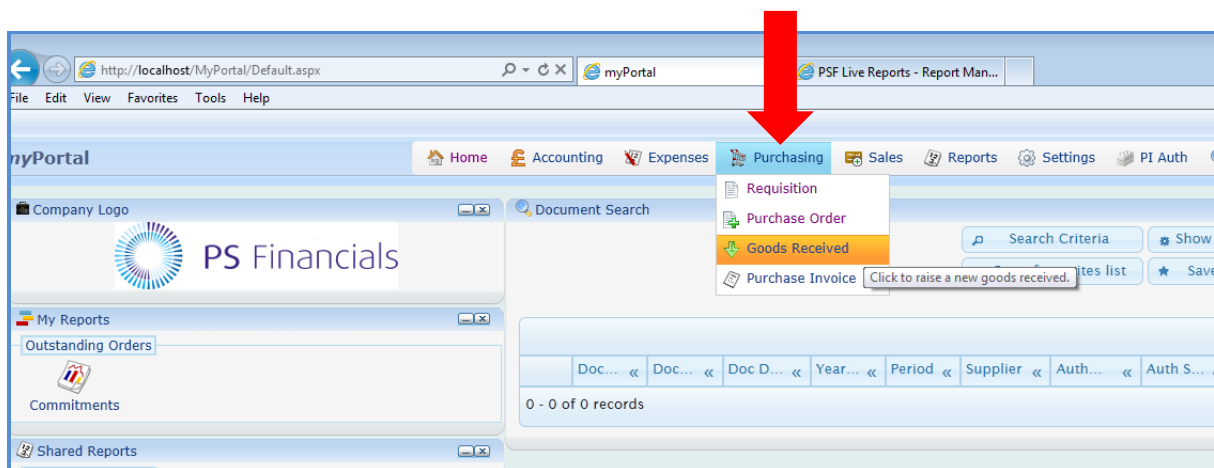 http://localhost/MyPortal/Default.aspx
myPortal
PSF Live Reports - Report Man...
File Edit View Favorites Tools Help
myPortal
Home Accounting Expenses Purchasing Sales Reports Settings PI Auth
Requisition
Purchase Order
Goods Received
Purchase Invoice
Click to raise a new goods received.
Company Logo
PS Financials
Document Search
Search Criteria
Show
ites list
Save
My Reports
Outstanding Orders
Commitments
Doc... Doc... Doc D... Year... Period Supplier Auth... Auth S...
0 - 0 of 0 records
Shared Reports